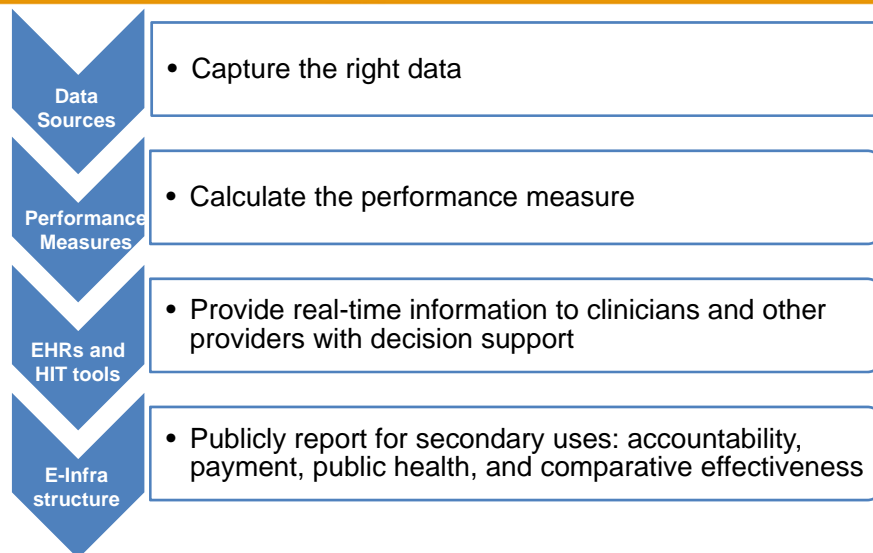 Data
Sources
• Capture the right data
Performance
Measures
• Calculate the performance measure
EHRs and
HIT tools
• Provide real-time information to clinicians and other
providers with decision support
E-Infra
structure
• Publicly report for secondary uses: accountability,
payment, public health, and comparative effectiveness